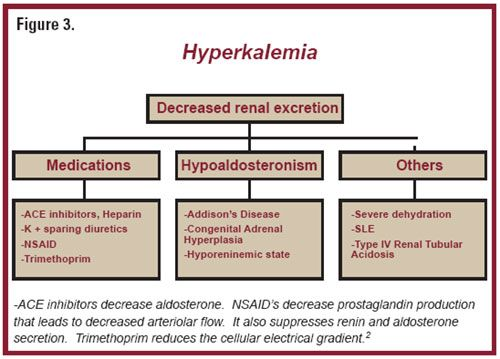 Figure 3.
Hyperkalemia
Decreased renal excretion
Medications
Hypoaldosteronism
Others
-ACE inhibitors, Heparin
-K + sparing diuretics
-NSAID
-Trimethoprim
-Addison's Disease
-Congenital Adrenal
Hyperplasia
-Hyporeninemic state
-Severe dehydration
-SLE
-Type IV Renal Tubular
Acidosis
-ACE inhibitors decrease aldosterone. NSAID's decrease prostaglandin production
that leads to decreased arteriolar flow. It also suppresses renin and aldosterone
secretion. Trimethoprim reduces the cellular electrical gradient.²